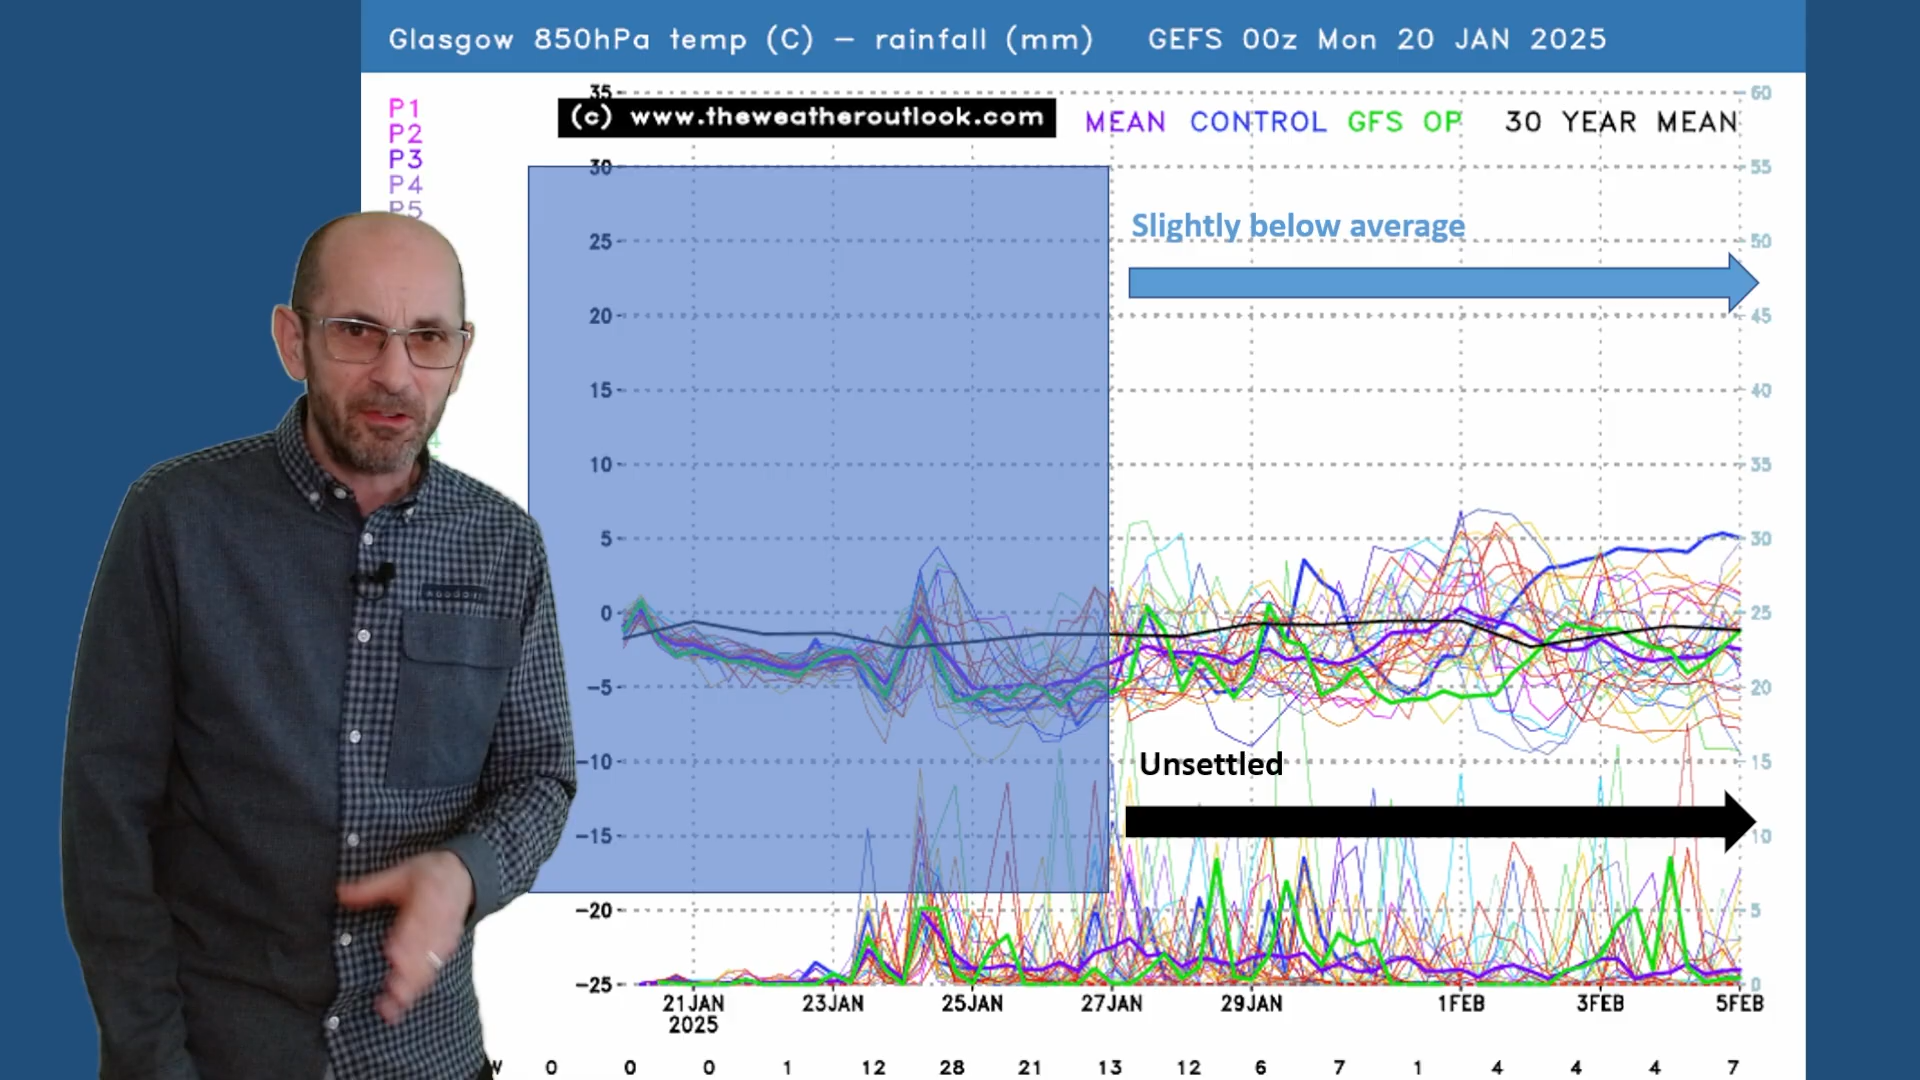 Glasgow 850hPa temp (C) – rainfall (mm) GEFS 00z Mon 20 JAN 2025
(c) www.theweatheroutlook.com
MEAN CONTROL GFS OP 30 YEAR MEAN
P1
P2
P3
P4
P5
35
30
25
20
15
10
5
0
-5
-10
-15
-20
-25
60
55
50
45
40
35
30
25
20
15
10
5
0
Slightly below average
Unsettled
21JAN 23JAN 25JAN 27JAN 29JAN 1FEB 3FEB 5FEB
2025
0 0 0 1 12 28 21 13 12 6 7 1 4 4 4 7